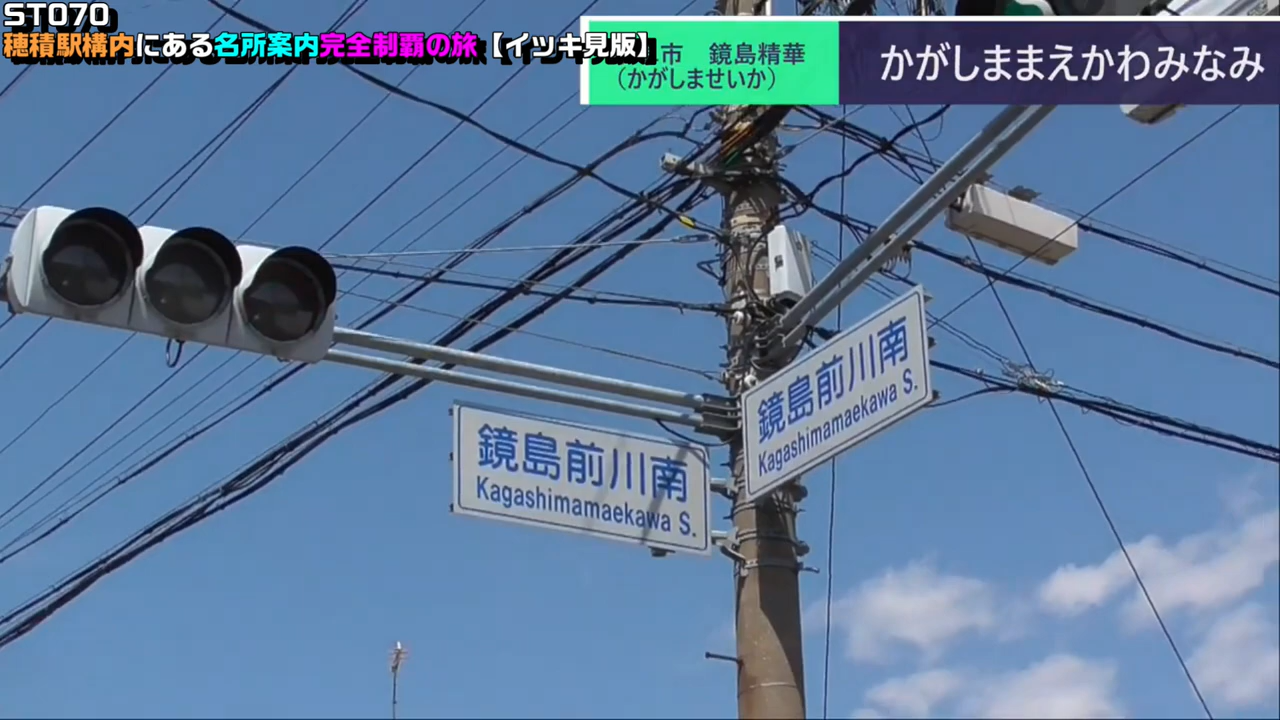 ST070
穂積駅構内にある名所案内完全制覇の旅【イツキ見版】
市 鏡島精華
(かがしませいか)
かがしままえかわみなみ
鏡島前川南
Kagashimamaekawa S.
鏡島前川南
Kagashimamaekawa S.